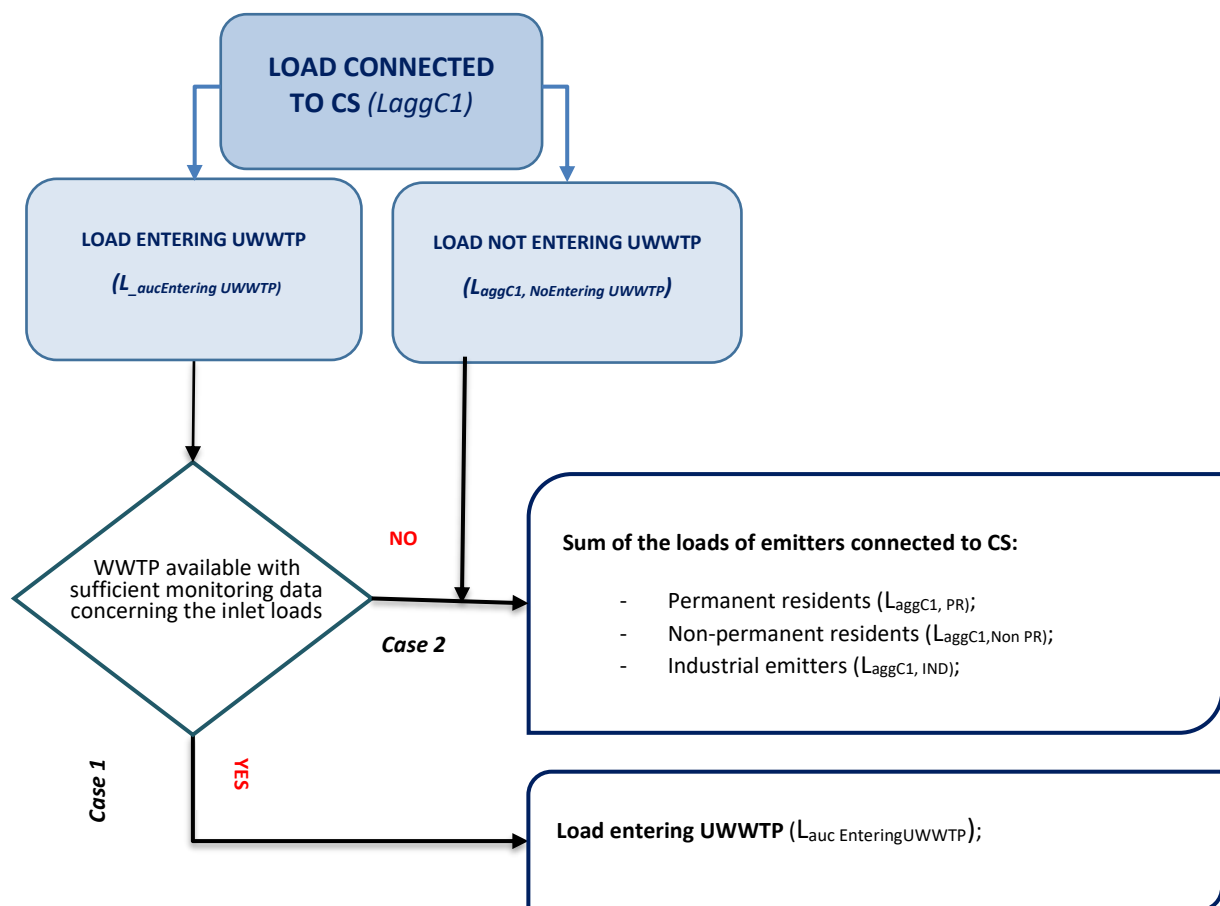 LOAD CONNECTED
TO CS (LaggC1)
LOAD ENTERING UWWTP
(L_aucEntering UWWTP)
LOAD NOT ENTERING UWWTP
(LaggC1, NoEntering UWWTP)
WWTP available with
sufficient monitoring data
concerning the inlet loads
NO
Case 2
Sum of the loads of emitters connected to CS:
- Permanent residents (LaggC1, PR);
- Non-permanent residents (LaggC1,Non PR);
- Industrial emitters (LaggC1, IND);
Case 1
YES
Load entering UWWTP (Lauc EnteringUWWTP);